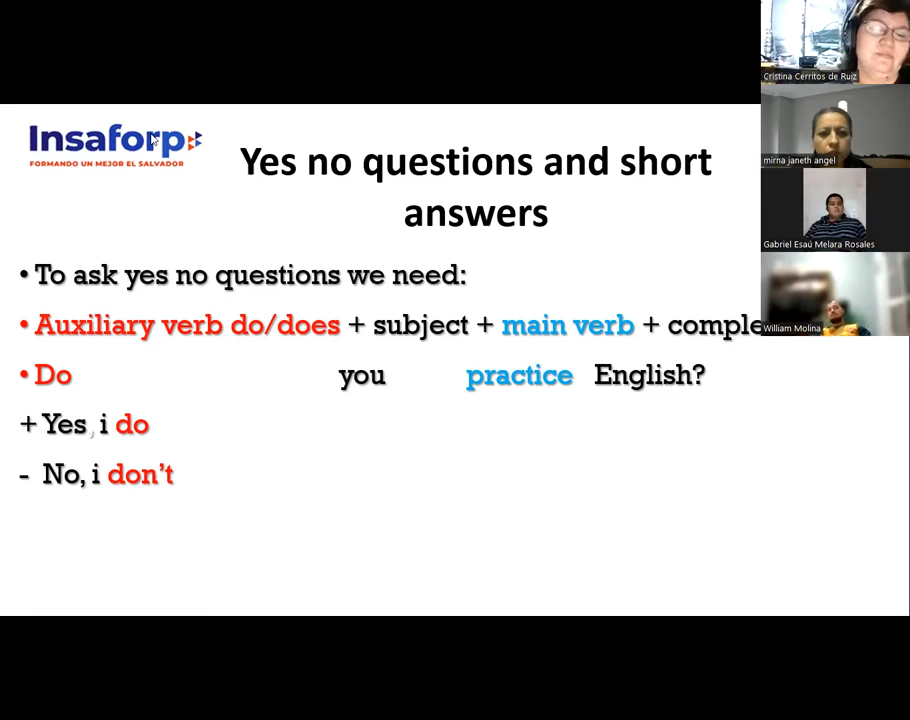 Insaforp
FORMANDO UN MEJOR EL SALVADOR
Yes no questions and short
answers
• To ask yes no questions we need:
• Auxiliary verb do/does + subject + main verb + comple
• Do you practice English?
+ Yes, i do
- No, i don't
Cristina Cerritos de Ruiz
mirna janeth angel
Gabriel Esaú Melara Rosales
William Molina